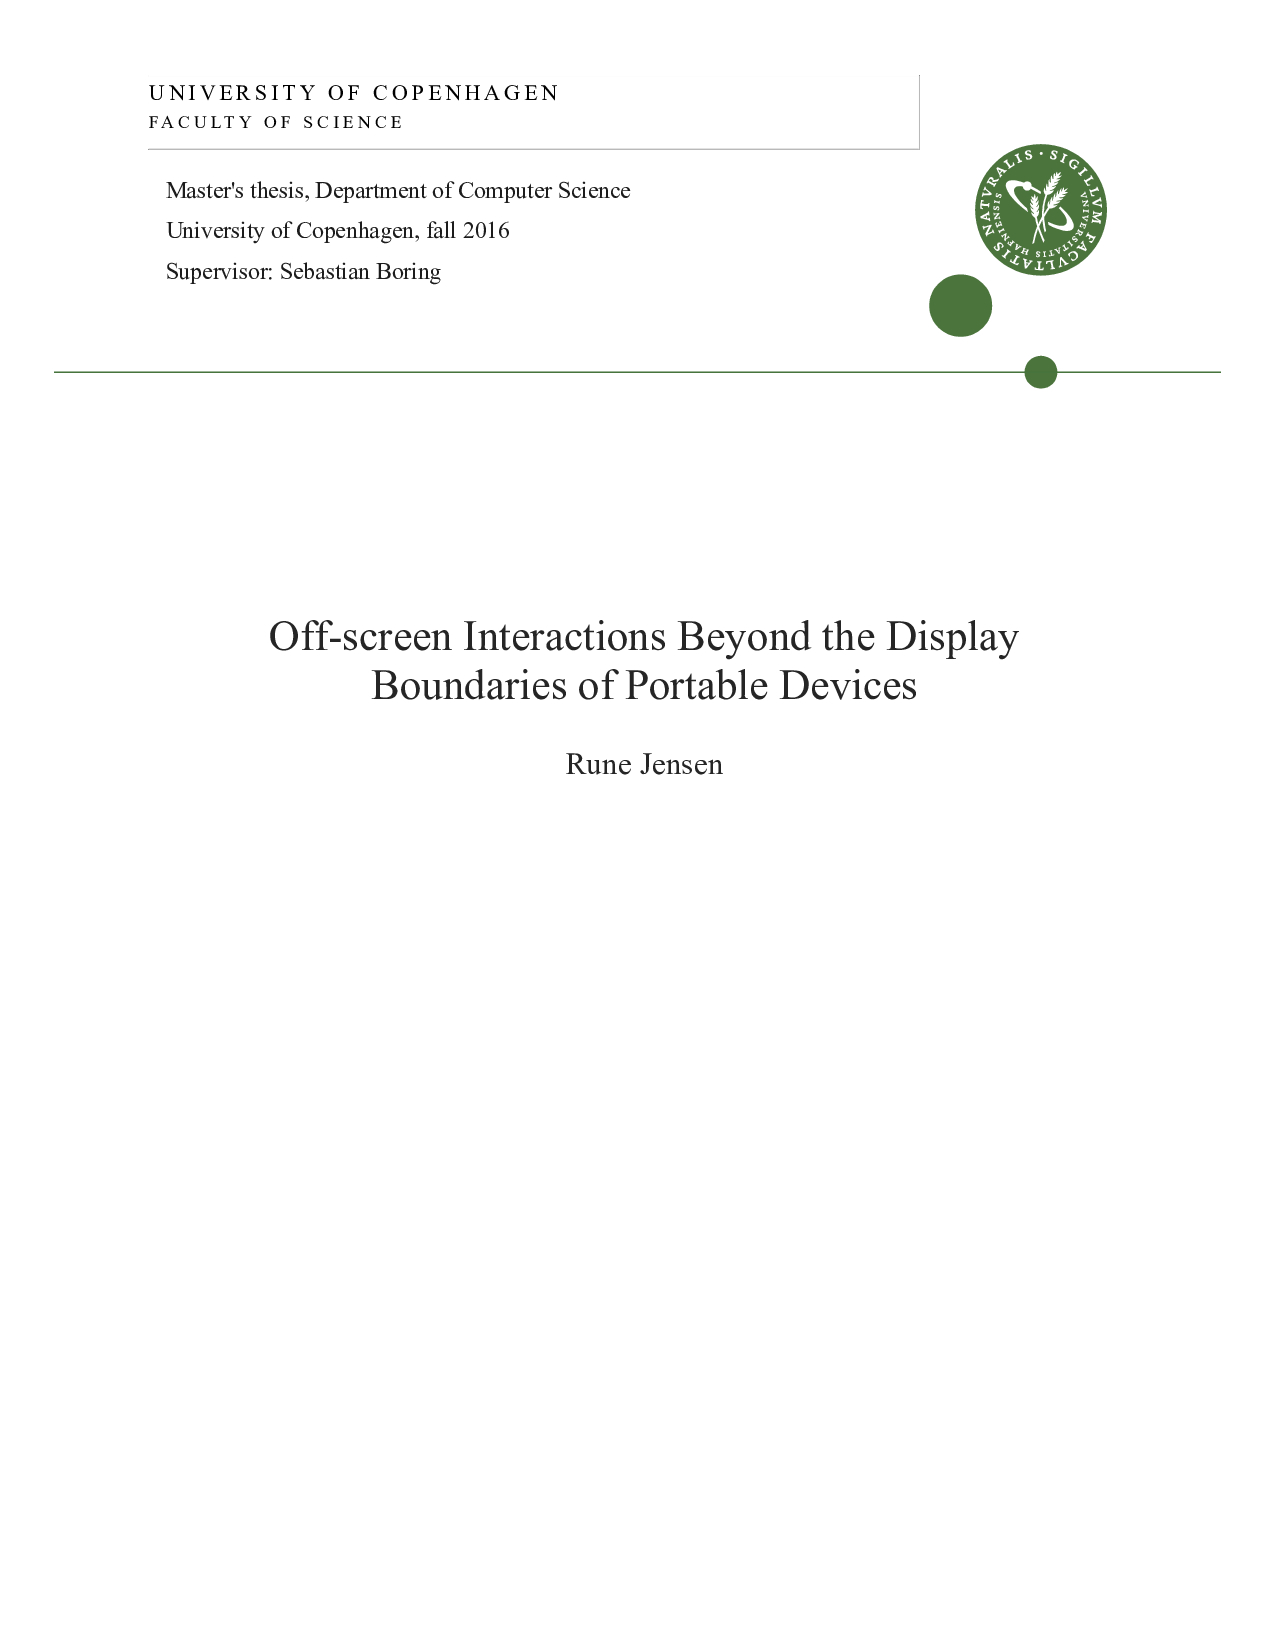 UNIVERSITY OF COPENHAGEN
FACULTY OF SCIENCE
Master's thesis, Department of Computer Science
University of Copenhagen, fall 2016
Supervisor: Sebastian Boring
SIGILLVM FACVLTATIS NATVRALIS ·
VNIVERSITATIS HAFNIENSIS
Off-screen Interactions Beyond the Display
Boundaries of Portable Devices
Rune Jensen